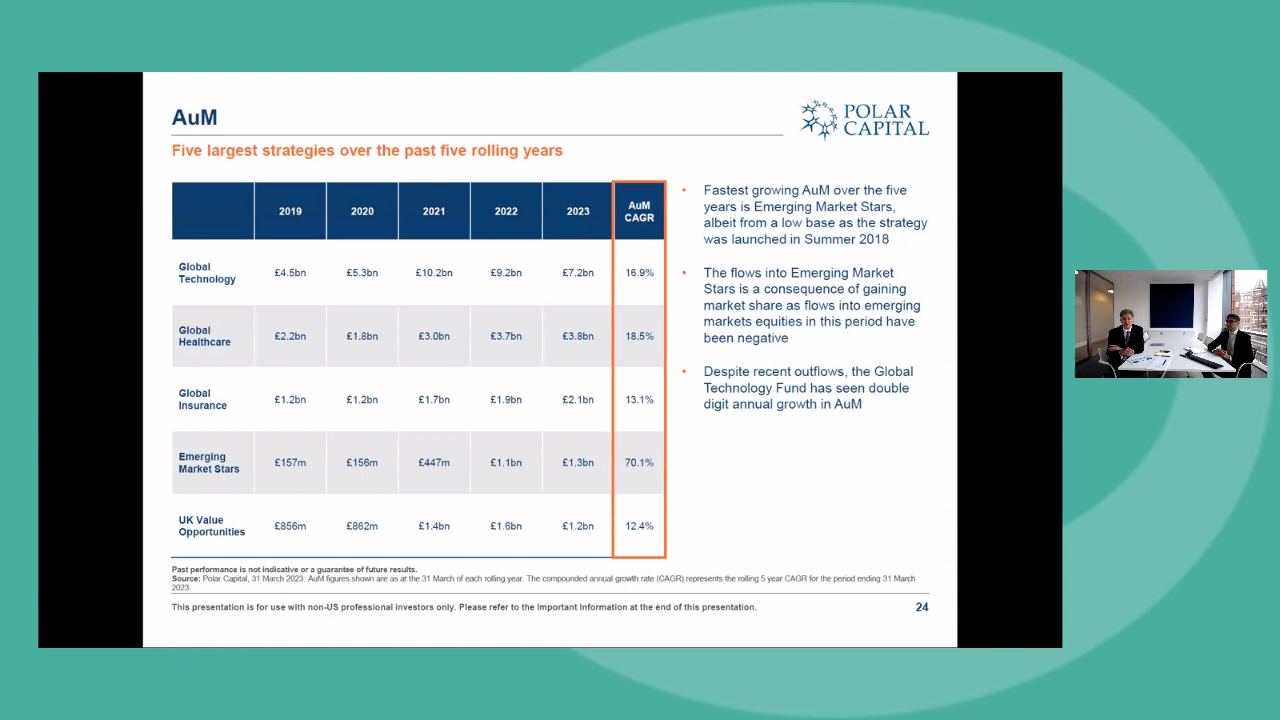 AuM
POLAR
CAPITAL
Five largest strategies over the past five rolling years
2019 2020 2021 2022 2023 AuM CAGR
Global Technology £4.5bn £5.3bn £10.2bn £9.2bn £7.2bn 16.9%
Global Healthcare £2.2bn £1.8bn £3.0bn £3.7bn £3.8bn 18.5%
Global Insurance £1.2bn £1.2bn £1.7bn £1.9bn £2.1bn 13.1%
Emerging Market Stars £157m £156m £447m £1.1bn £1.3bn 70.1%
UK Value Opportunities £856m £862m £1.4bn £1.6bn £1.2bn 12.4%
• Fastest growing AuM over the five
years is Emerging Market Stars,
albeit from a low base as the strategy
was launched in Summer 2018
• The flows into Emerging Market
Stars is a consequence of gaining
market share as flows into emerging
markets equities in this period have
been negative
• Despite recent outflows, the Global
Technology Fund has seen double
digit annual growth in AuM
Past performance is not indicative or a guarantee of future results.
Source: Polar Capital, 31 March 2023. AuM figures shown are as at the 31 March of each rolling year. The compounded annual growth rate (CAGR) represents the rolling 5 year CAGR for the period ending 31 March
2023.
This presentation is for use with non-US professional investors only. Please refer to the Important Information at the end of this presentation.
24